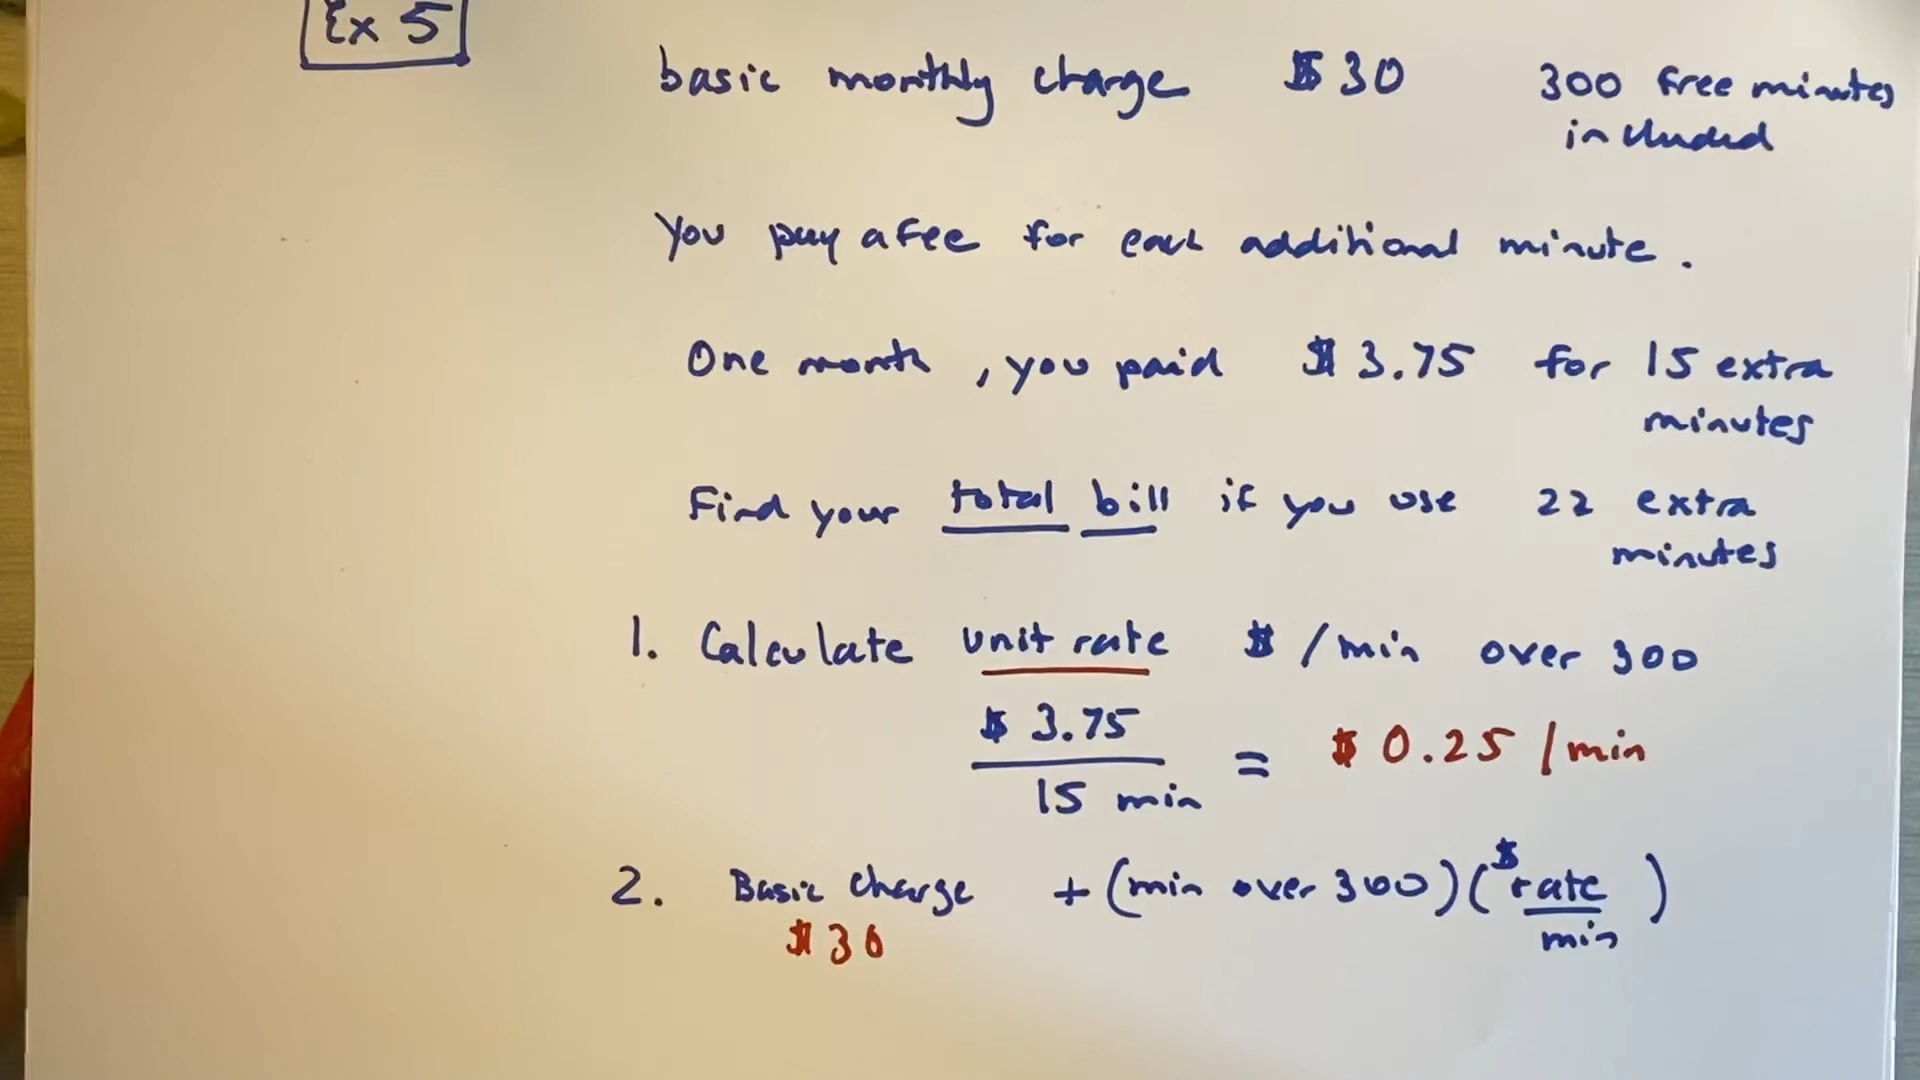 Ex 5
basic monthly charge $30 300 free minutes
included
You pay a fee for each additional minute.
One month, you paid $3.75 for 15 extra
minutes
Find your total bill if you use 22 extra
minutes
1. Calculate unit rate $ /min over 300
$ 3.75
15 min
= $0.25 /min
2. Basic charge + (min over 300)($ rate
min)
$30